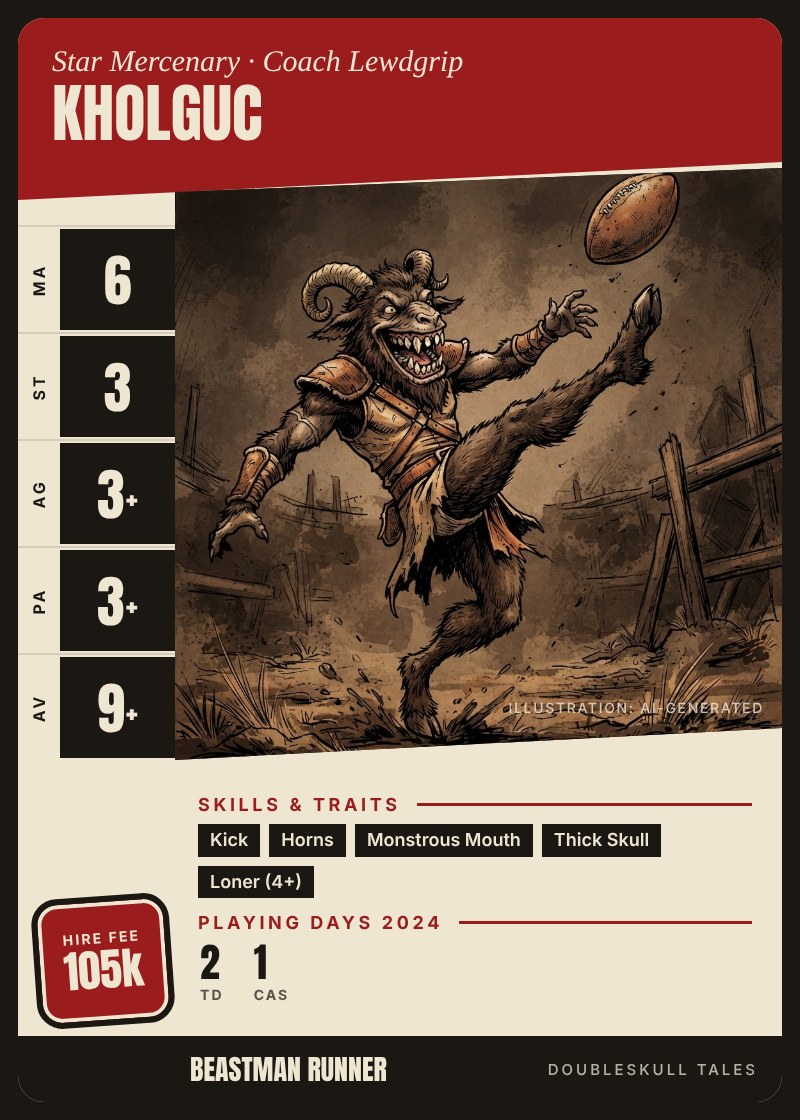 Star Mercenary · Coach Lewdgrip
KHOLGUC
MA 6
ST 3
AG 3+
PA 3+
AV 9+
ILLUSTRATION: AI-GENERATED
SKILLS & TRAITS
Kick Horns Monstrous Mouth Thick Skull
Loner (4+)
PLAYING DAYS 2024
2 1
TD CAS
HIRE FEE
105k
BEASTMAN RUNNER DOUBLESKULL TALES